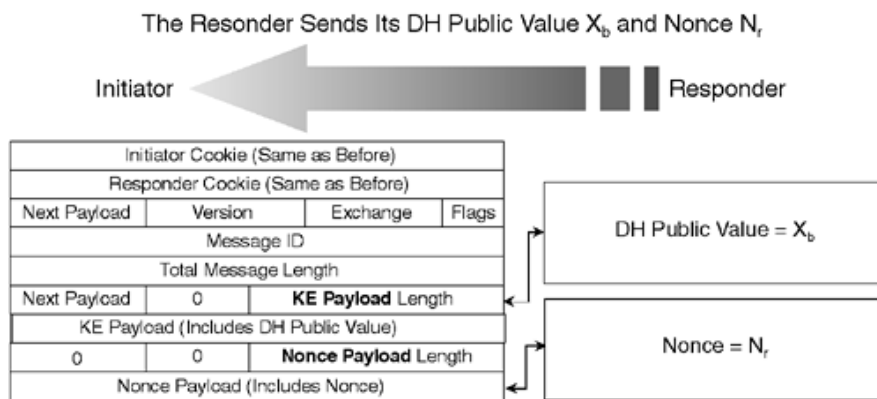 The Resonder Sends Its DH Public Value Xb and Nonce Nr
Initiator
Responder
Initiator Cookie (Same as Before)
Responder Cookie (Same as Before)
Next Payload Version Exchange Flags
Message ID
Total Message Length
Next Payload 0 KE Payload Length
KE Payload (Includes DH Public Value)
0 0 Nonce Payload Length
Nonce Payload (Includes Nonce)
DH Public Value = Xb
Nonce = Nr